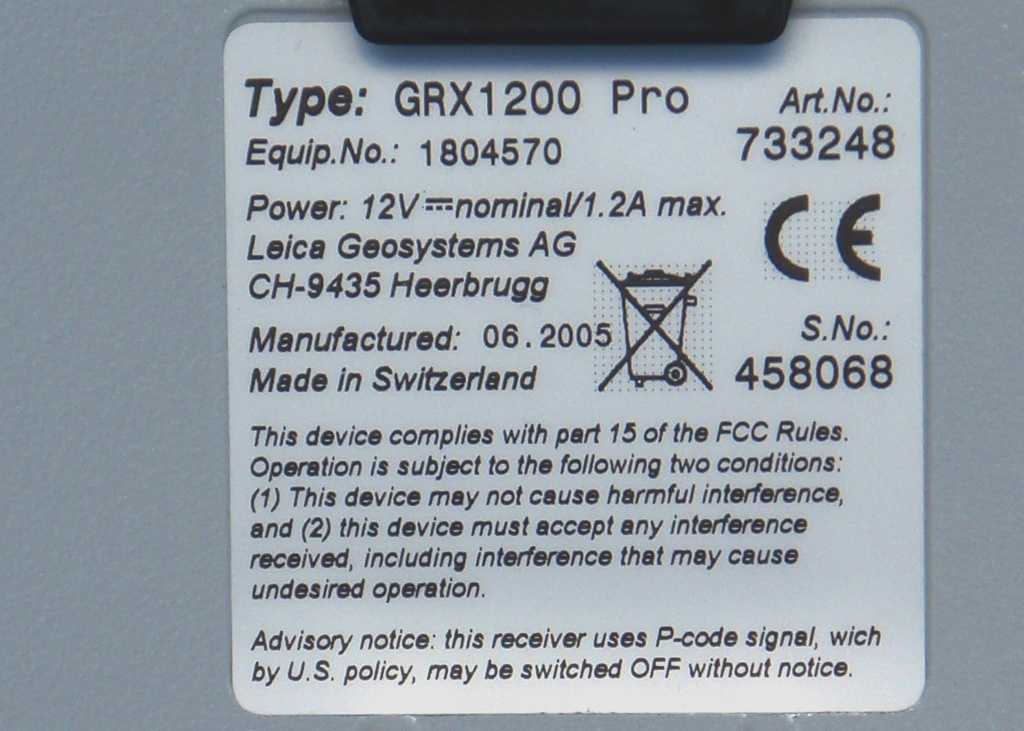 Type: GRX1200 Pro
Art.No.:
Equip.No.: 1804570
733248
Power: 12V⎓nominal/1.2A max.
Leica Geosystems AG
CE
CH-9435 Heerbrugg
Manufactured: 06.2005
S.No.:
Made in Switzerland
458068
This device complies with part 15 of the FCC Rules.
Operation is subject to the following two conditions:
(1) This device may not cause harmful interference,
and (2) this device must accept any interference
received, including interference that may cause
undesired operation.
Advisory notice: this receiver uses P-code signal, wich
by U.S. policy, may be switched OFF without notice.